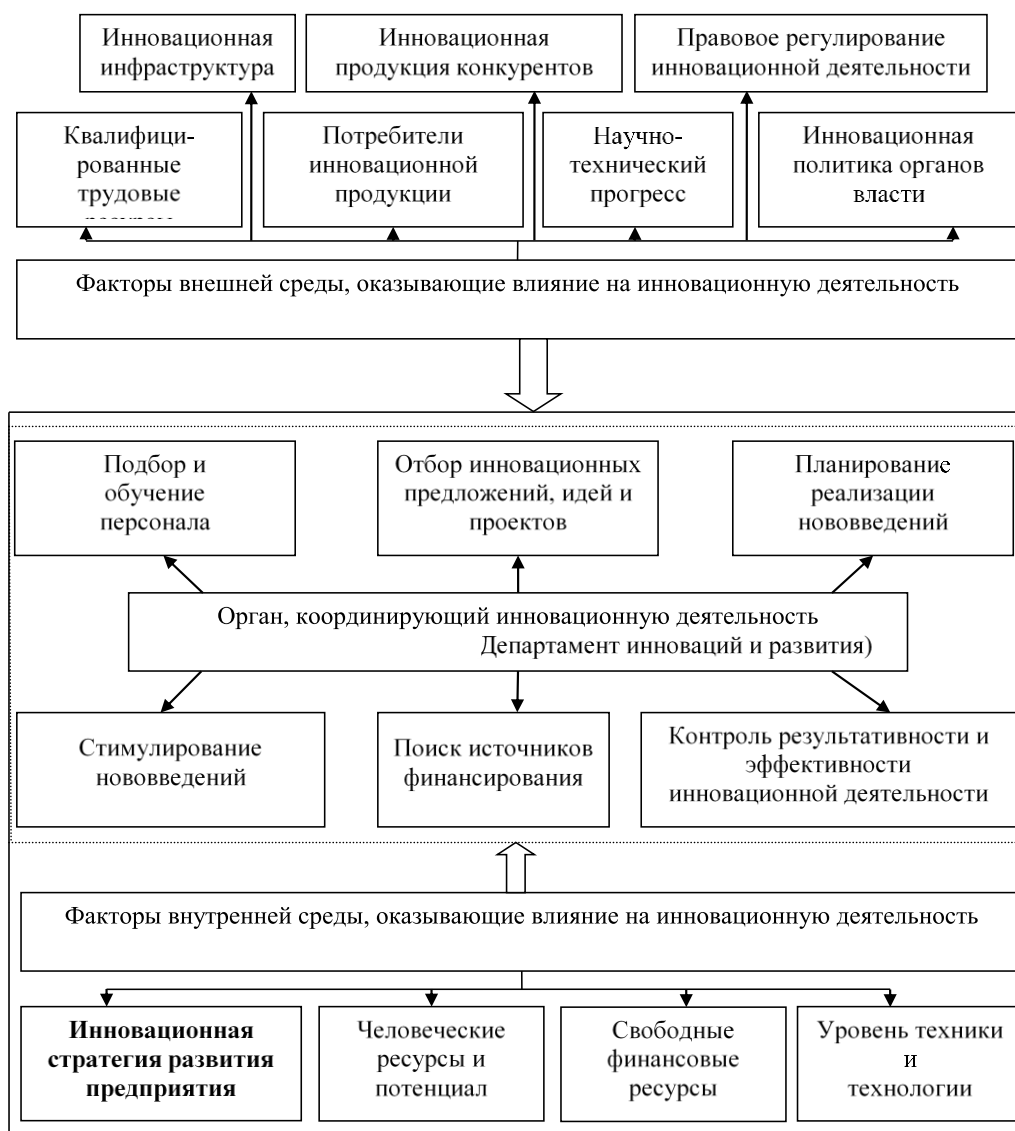 Инновационная
инфраструктура
Инновационная
продукция конкурентов
Правовое регулирование
инновационной деятельности
Квалифици-
рованные
трудовые
Потребители
инновационной
продукции
Научно-
технический
прогресс
Инновационная
политика органов
власти
Факторы внешней среды, оказывающие влияние на инновационную деятельность
Подбор и
обучение
персонала
Отбор инновационных
предложений, идей и
проектов
Планирование
реализации
нововведений
Орган, координирующий инновационную деятельность
Департамент инноваций и развития)
Стимулирование
нововведений
Поиск источников
финансирования
Контроль результативности и
эффективности
инновационной деятельности
Факторы внутренней среды, оказывающие влияние на инновационную деятельность
Инновационная
стратегия развития
предприятия
Человеческие
ресурсы и
потенциал
Свободные
финансовые
ресурсы
Уровень техники
и
технологии